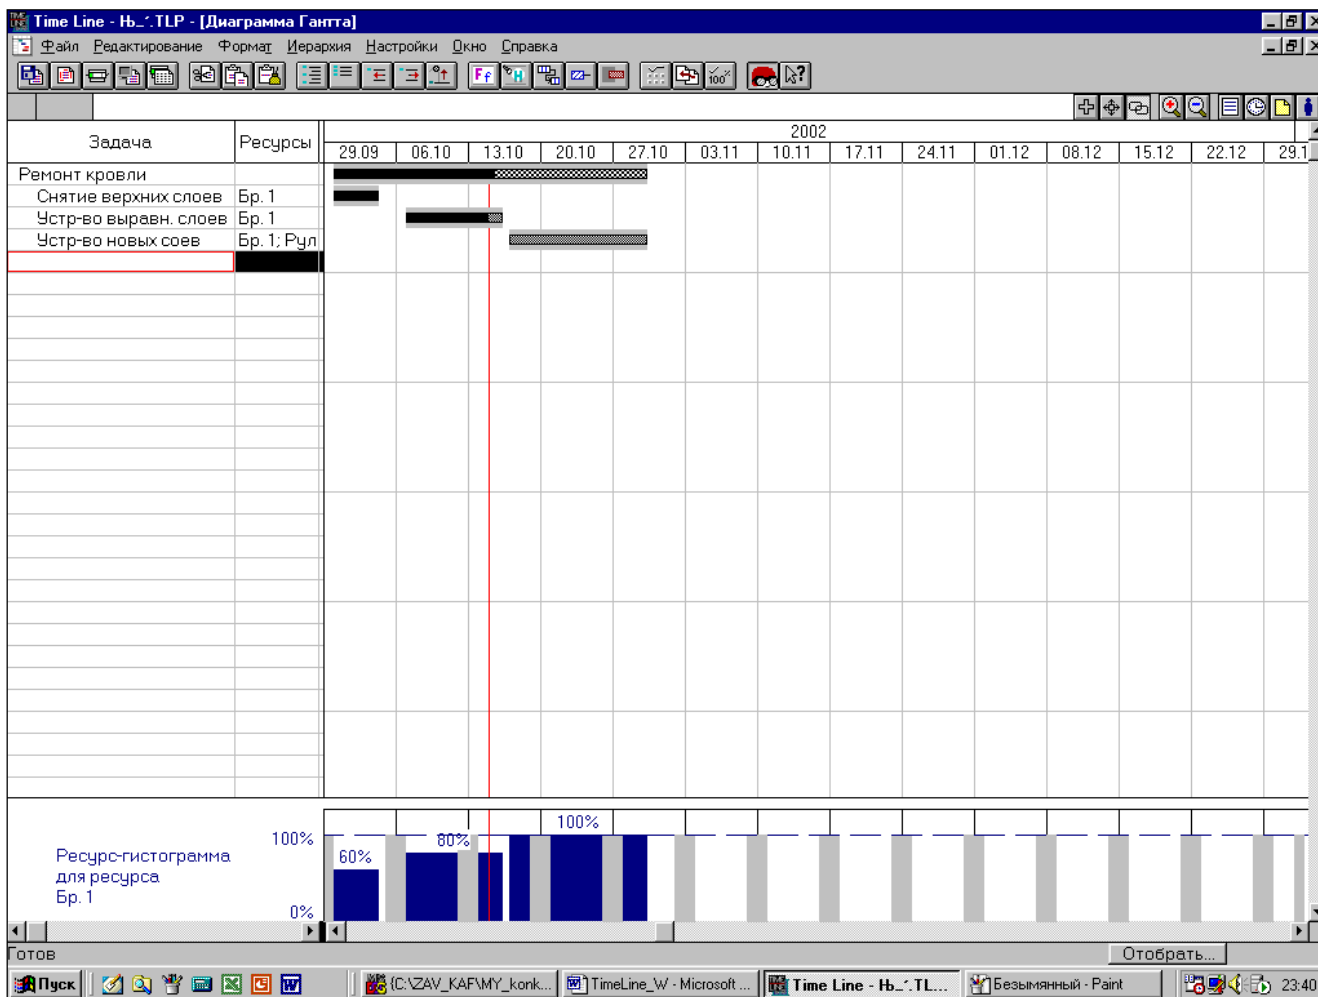 Time Line - Њ_´.TLP - [Диаграмма Гантта]
Файл Редактирование Формат Иерархия Настройки Окно Справка
Задача Ресурсы 2002
29.09 06.10 13.10 20.10 27.10 03.11 10.11 17.11 24.11 01.12 08.12 15.12 22.12 29.1
Ремонт кровли
Снятие верхних слоев Бр. 1
Устр-во выравн. слоев Бр. 1
Устр-во новых соев Бр. 1; Рул
100%
100%
80%
60%
Ресурс-гистограмма
для ресурса
Бр. 1
0%
Готов Отобрать...
Пуск {C:\ZAV_KAF\MY_konk... TimeLine_W - Microsoft ... Time Line - Њ_´.TL... Безымянный - Paint 23:40